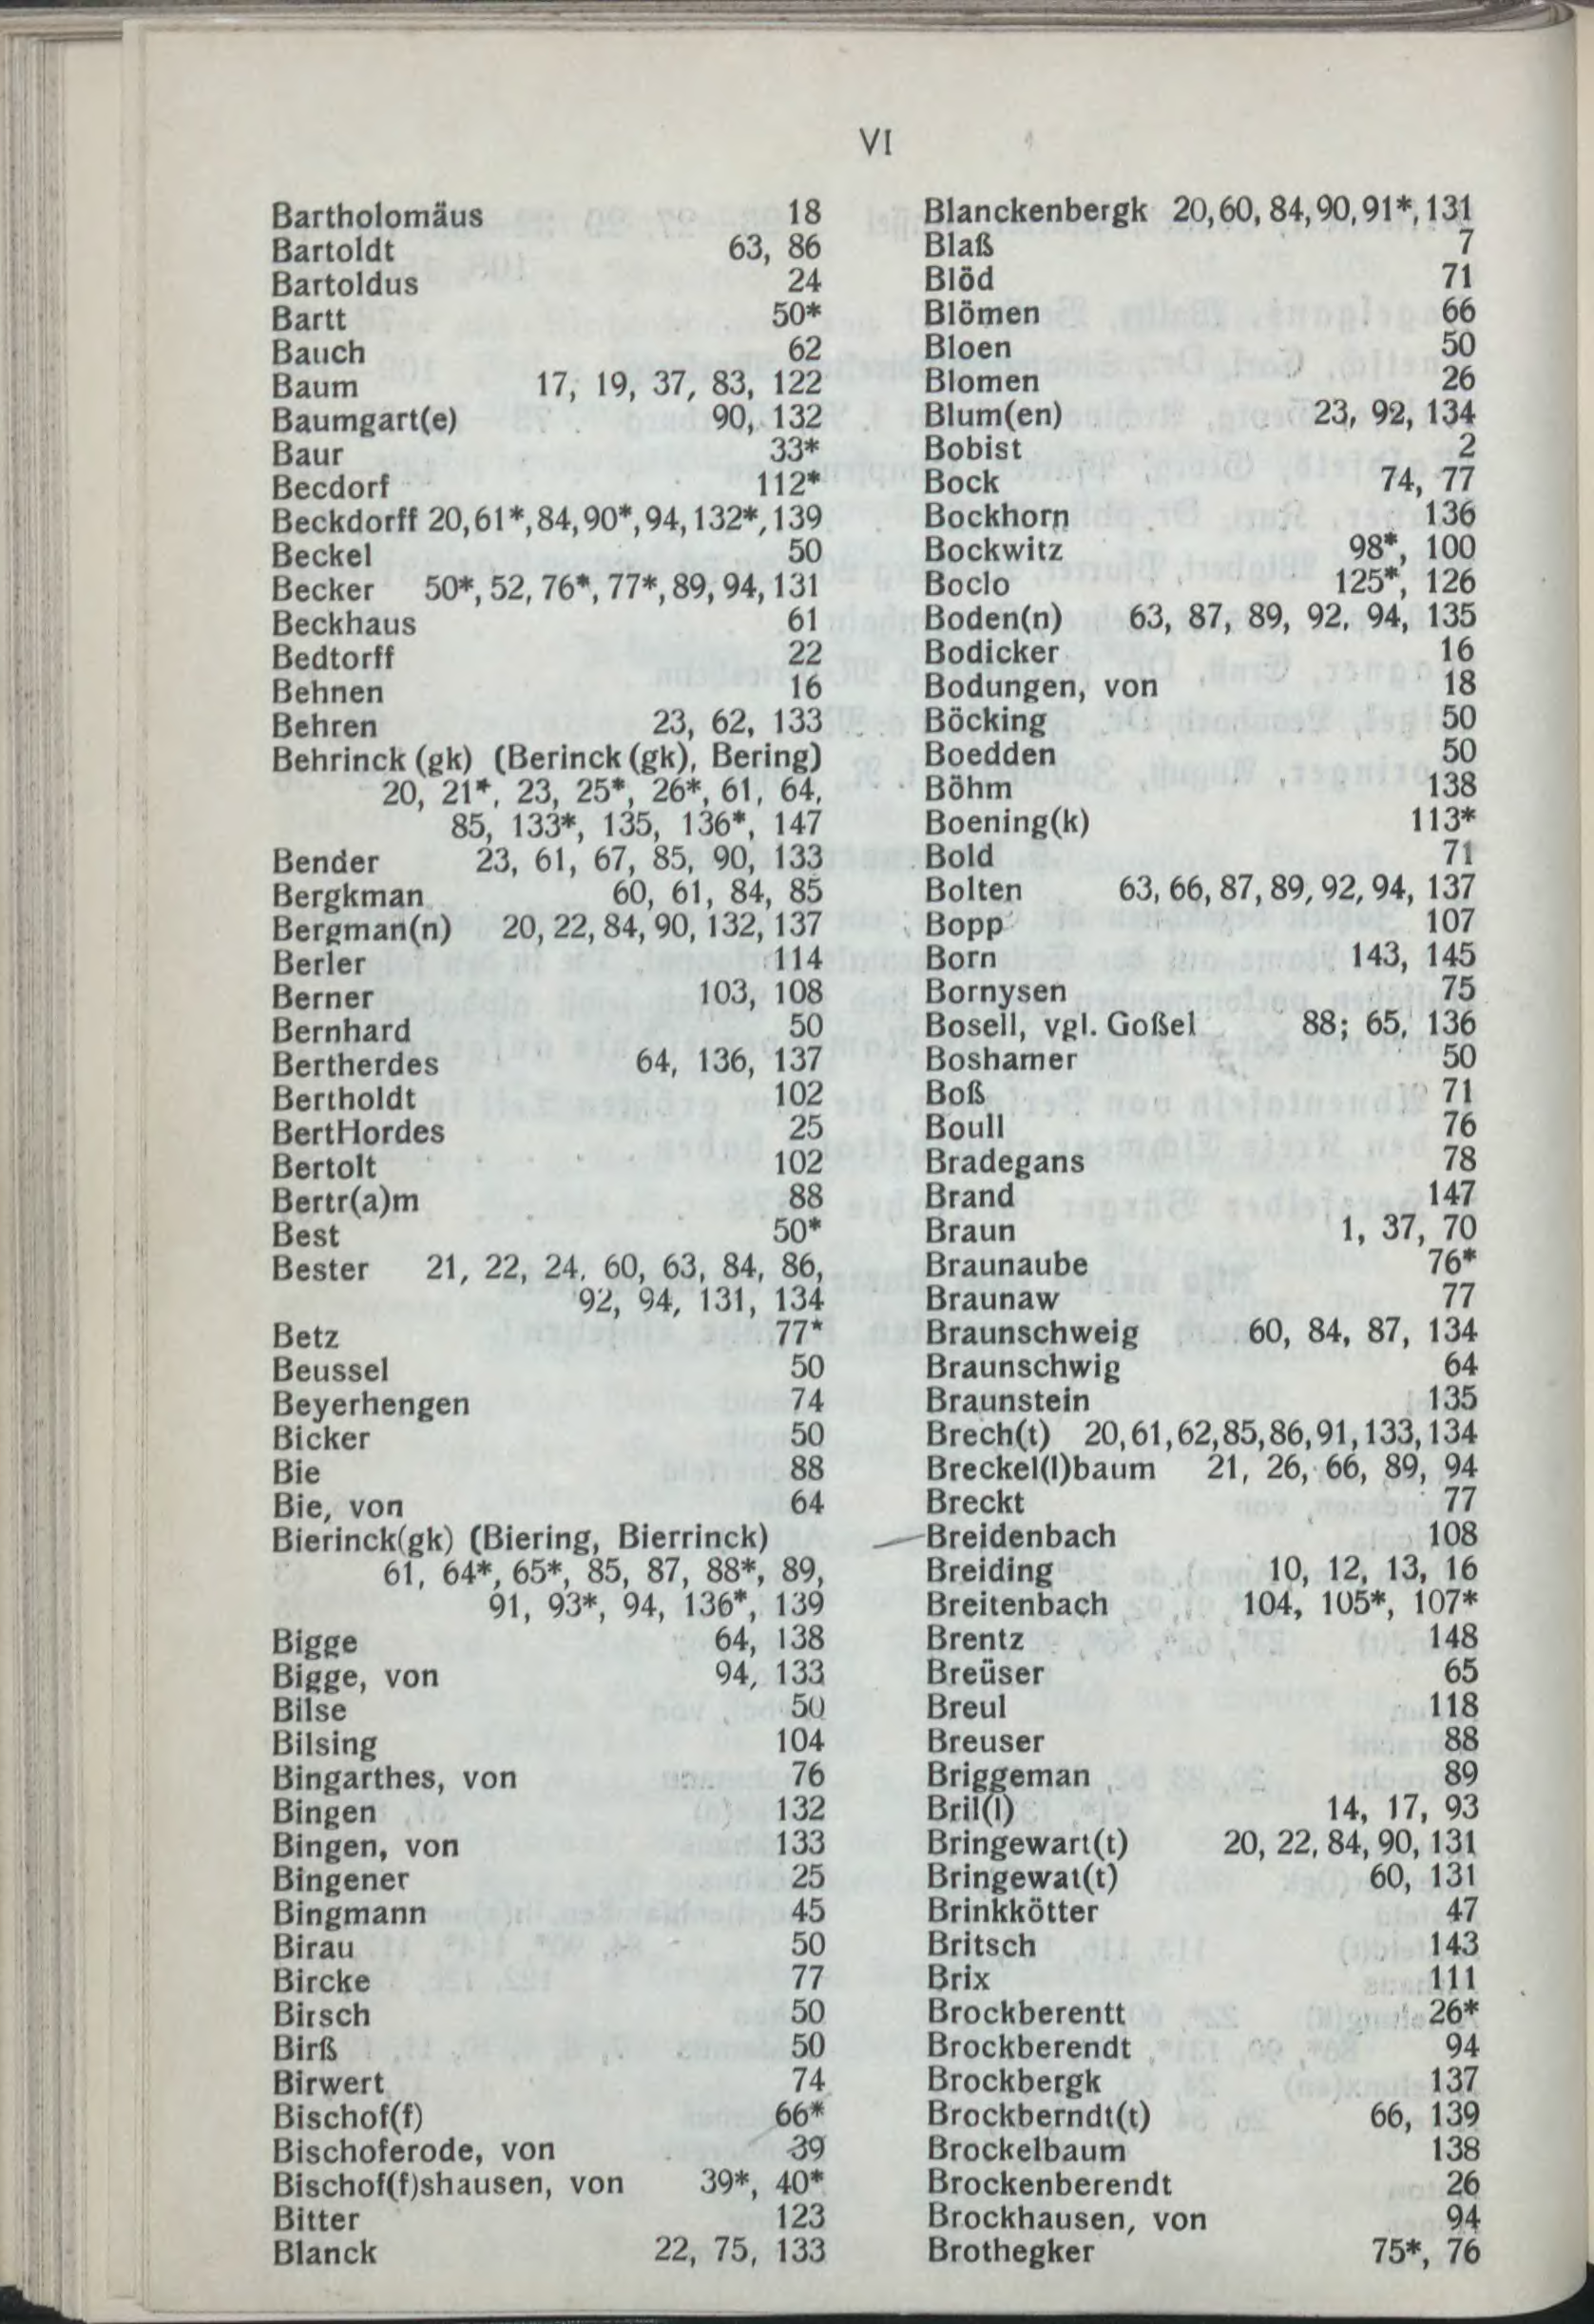 VI
Bartholomäus 18
Bartoldt 63, 86
Bartoldus 24
Bartt 50*
Bauch 62
Baum 17, 19, 37, 83, 122
Baumgart(e) 90, 132
Baur 33*
Becdorf 112*
Beckdorff 20, 61*, 84, 90*, 94, 132*, 139
Beckel 50
Becker 50*, 52, 76*, 77*, 89, 94, 131
Beckhaus 61
Bedtorff 22
Behnen 16
Behren 23, 62, 133
Behrinck (gk) (Berinck (gk), Bering)
20, 21*, 23, 25*, 26*, 61, 64,
85, 133*, 135, 136*, 147
Bender 23, 61, 67, 85, 90, 133
Bergkman 60, 61, 84, 85
Bergman(n) 20, 22, 84, 90, 132, 137
Berler 114
Berner 103, 108
Bernhard 50
Bertherdes 64, 136, 137
Bertholdt 102
BertHordes 25
Bertolt 102
Bertr(a)m 88
Best 50*
Bester 21, 22, 24, 60, 63, 84, 86,
92, 94, 131, 134
Betz 77*
Beussel 50
Beyerhengen 74
Bicker 50
Bie 88
Bie, von 64
Bierinck(gk) (Biering, Bierrinck)
61, 64*, 65*, 85, 87, 88*, 89,
91, 93*, 94, 136*, 139
Bigge 64, 138
Bigge, von 94, 133
Bilse 50
Bilsing 104
Bingarthes, von 76
Bingen 132
Bingen, von 133
Bingener 25
Bingmann 45
Birau 50
Bircke 77
Birsch 50
Birß 50
Birwert 74
Bischof(f) 66*
Bischoferode, von 39
Bischof(f)shausen, von 39*, 40*
Bitter 123
Blanck 22, 75, 133
Blanckenbergk 20, 60, 84, 90, 91*, 131
Blaß 7
Blöd 71
Blömen 66
Bloen 50
Blomen 26
Blum(en) 23, 92, 134
Bobist 2
Bock 74, 77
Bockhorn 136
Bockwitz 98*, 100
Boclo 125*, 126
Boden(n) 63, 87, 89, 92, 94, 135
Bodicker 16
Bodungen, von 18
Böcking 50
Boedden 50
Böhm 138
Boening(k) 113*
Bold 71
Bolten 63, 66, 87, 89, 92, 94, 137
Bopp 107
Born 143, 145
Bornysen 75
Bosell, vgl. Goßel 88; 65, 136
Boshamer 50
Boß 71
Boull 76
Bradegans 78
Brand 147
Braun 1, 37, 70
Braunaube 76*
Braunaw 77
Braunschweig 60, 84, 87, 134
Braunschwig 64
Braunstein 135
Brech(t) 20, 61, 62, 85, 86, 91, 133, 134
Breckel(l)baum 21, 26, 66, 89, 94
Breckt 77
Breidenbach 108
Breiding 10, 12, 13, 16
Breitenbach 104, 105*, 107*
Brentz 148
Breüser 65
Breul 118
Breuser 88
Briggeman 89
Bril(l) 14, 17, 93
Bringewart(t) 20, 22, 84, 90, 131
Bringewat(t) 60, 131
Brinkkötter 47
Britsch 143
Brix 111
Brockberentt 26*
Brockberendt 94
Brockbergk 137
Brockberndt(t) 66, 139
Brockelbaum 138
Brockenberendt 26
Brockhausen, von 94
Brothegker 75*, 76